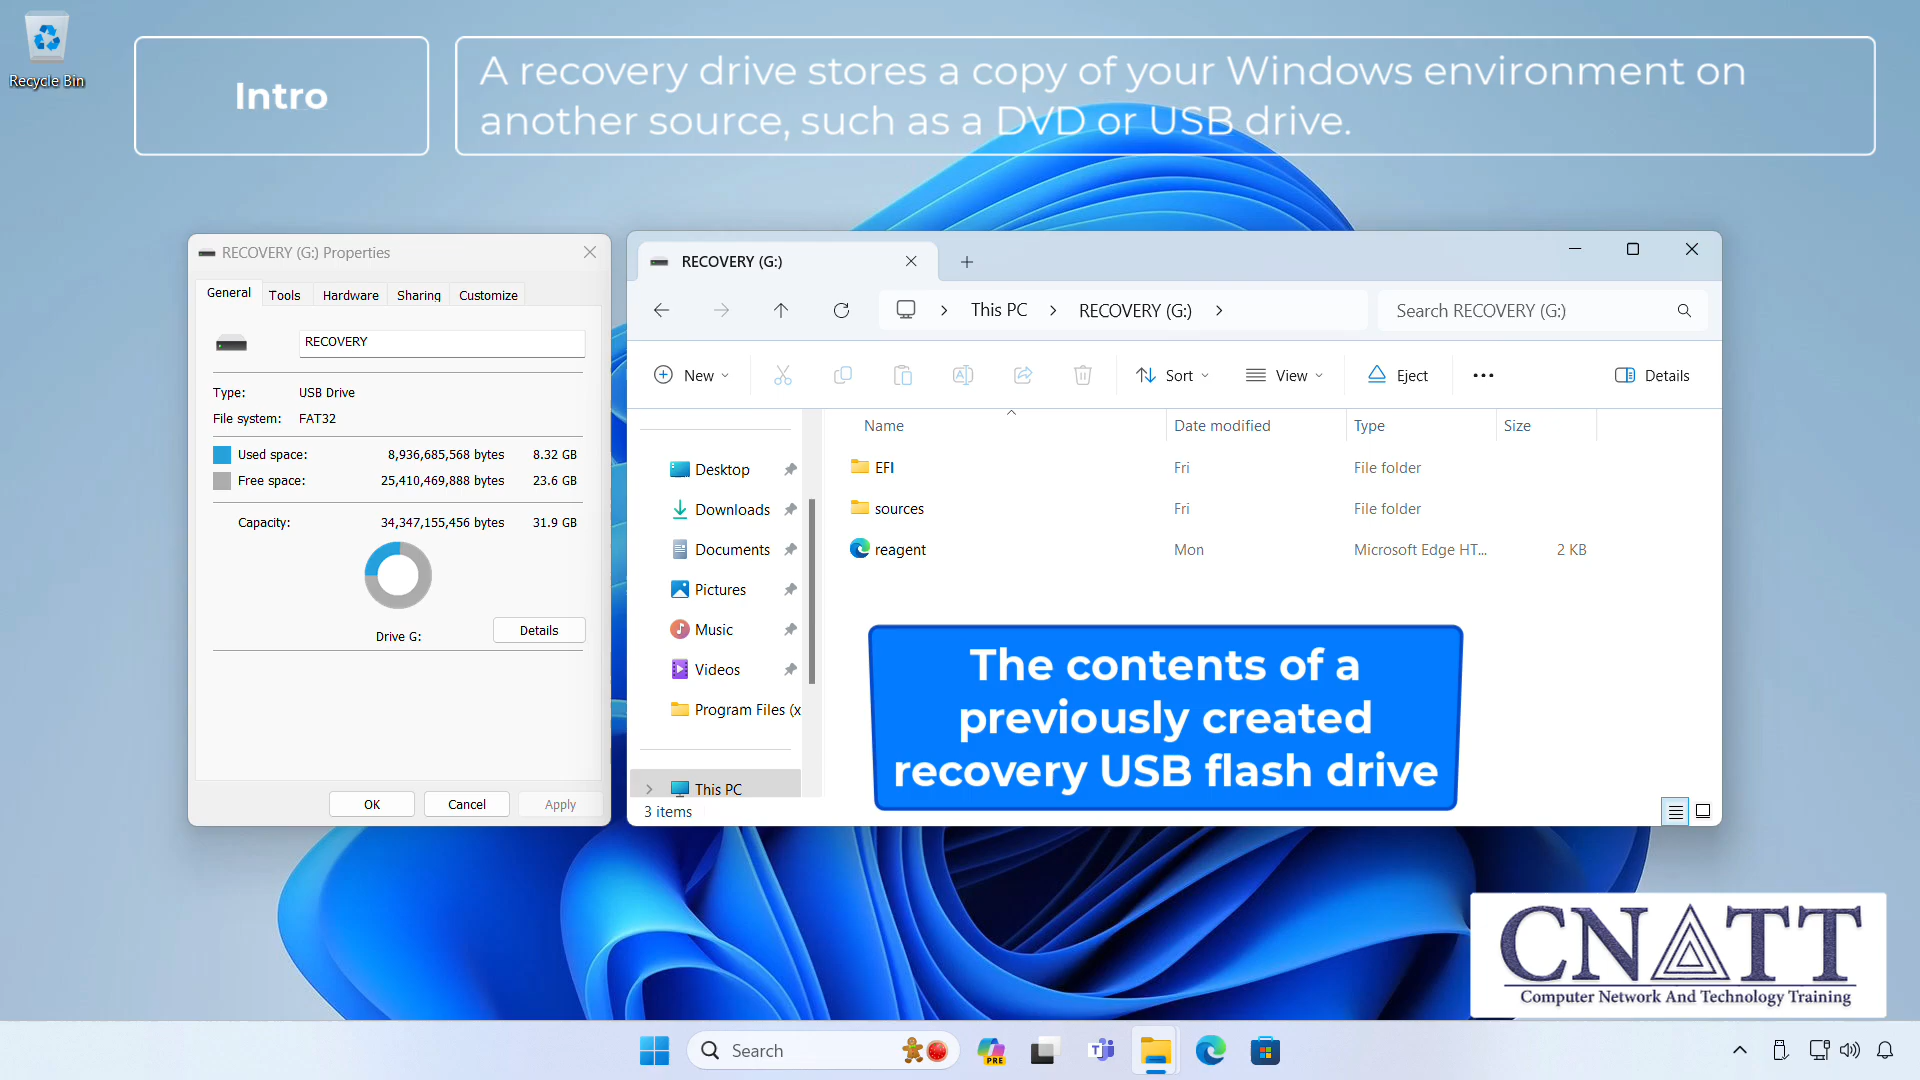 Recycle Bin
Intro
A recovery drive stores a copy of your Windows environment on
another source, such as a DVD or USB drive.
RECOVERY (G:) Properties
General Tools Hardware Sharing Customize
RECOVERY
Type: USB Drive
File system: FAT32
Used space: 8,936,685,568 bytes 8.32 GB
Free space: 25,410,469,888 bytes 23.6 GB
Capacity: 34,347,155,456 bytes 31.9 GB
Drive G:
Details
OK Cancel Apply
RECOVERY (G:)
This PC RECOVERY (G:)
Search RECOVERY (G:)
New Sort View Eject Details
Name Date modified Type Size
Desktop
Downloads
Documents
Pictures
Music
Videos
Program Files (x
This PC
EFI Fri File folder
sources Fri File folder
reagent Mon Microsoft Edge HT... 2 KB
The contents of a
previously created
recovery USB flash drive
3 items
CNATT
Computer Network And Technology Training
Search
PRE